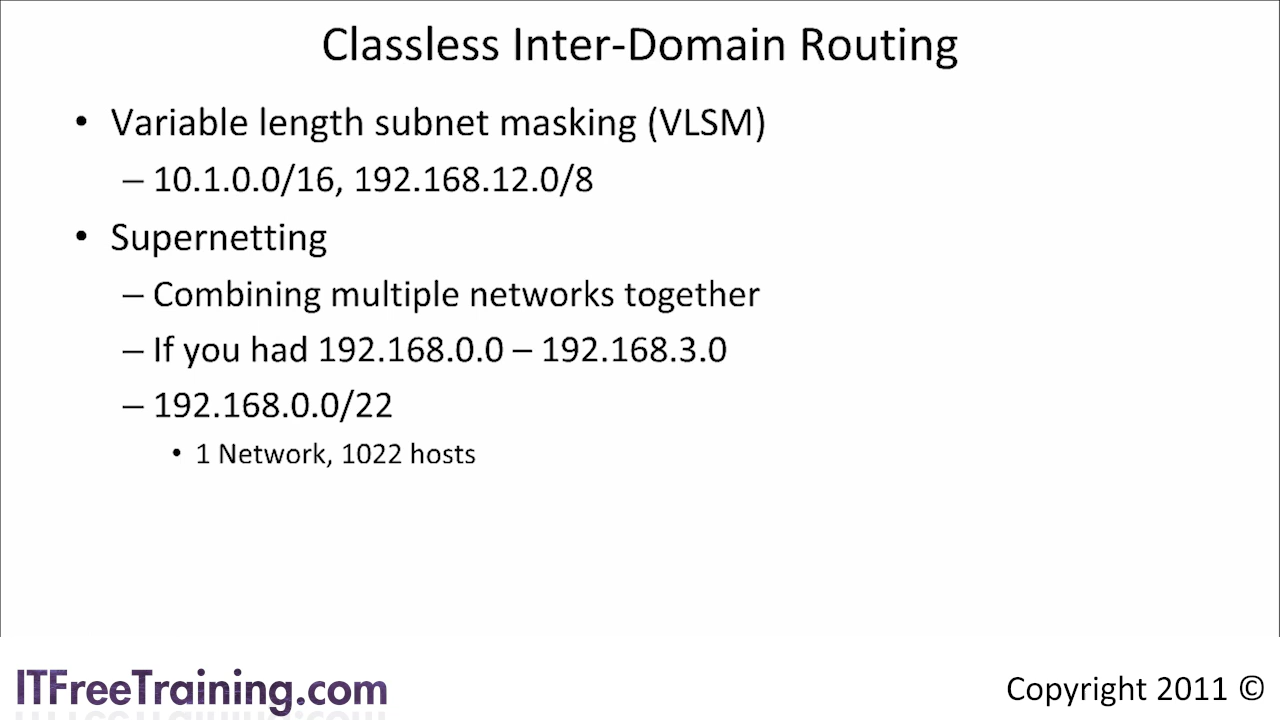 Classless Inter-Domain Routing
• Variable length subnet masking (VLSM)
– 10.1.0.0/16, 192.168.12.0/8
• Supernetting
– Combining multiple networks together
– If you had 192.168.0.0 – 192.168.3.0
– 192.168.0.0/22
• 1 Network, 1022 hosts
ITFreeTraining.com
Copyright 2011 ©